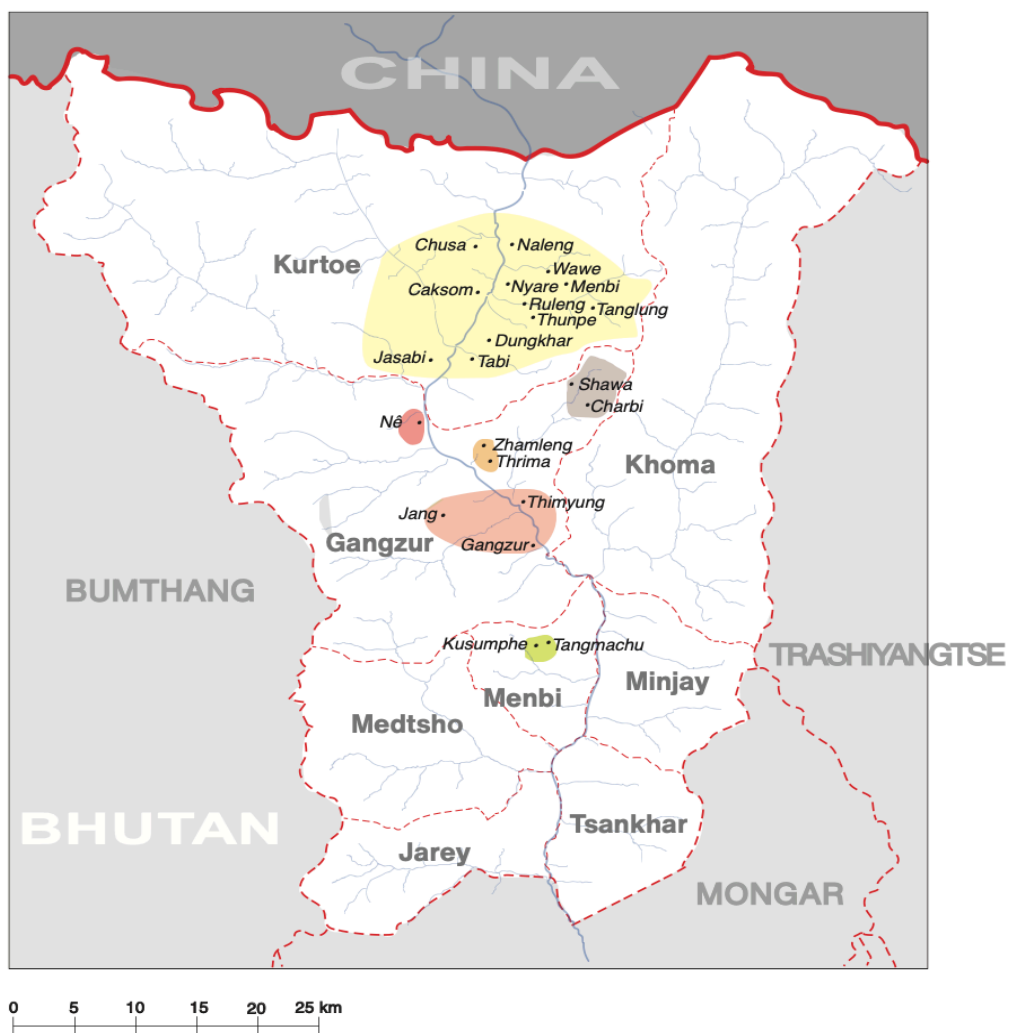 CHINA
Chusa
Naleng
Kurtoe
Wawe
Caksom
Nyare
Menbi
Ruleng
Tanglung
Thunpe
Dungkhar
Jasabi
Tabi
Shawa
Charbi
Nê
Zhamleng
Thrima
Khoma
Thimyung
Jang
Gangzur
Gangzur
BUMTHANG
Kusumphe
Tangmachu
TRASHIYANGTSE
Minjay
Menbi
Medtsho
BHUTAN
Tsankhar
Jarey
MONGAR
0 5 10 15 20 25 km